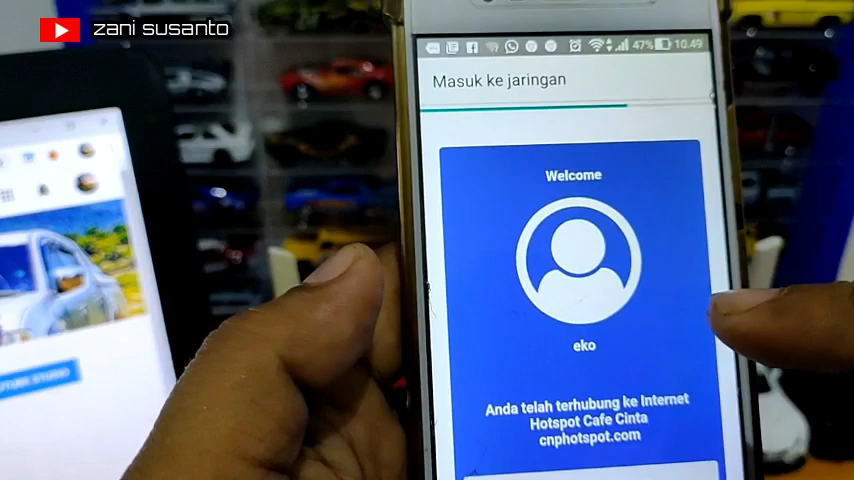 zani susanto
47% 10.49
Masuk ke jaringan
Welcome
eko
Anda telah terhubung ke Internet
Hotspot Cafe Cinta
cnphotspot.com
STUDIO